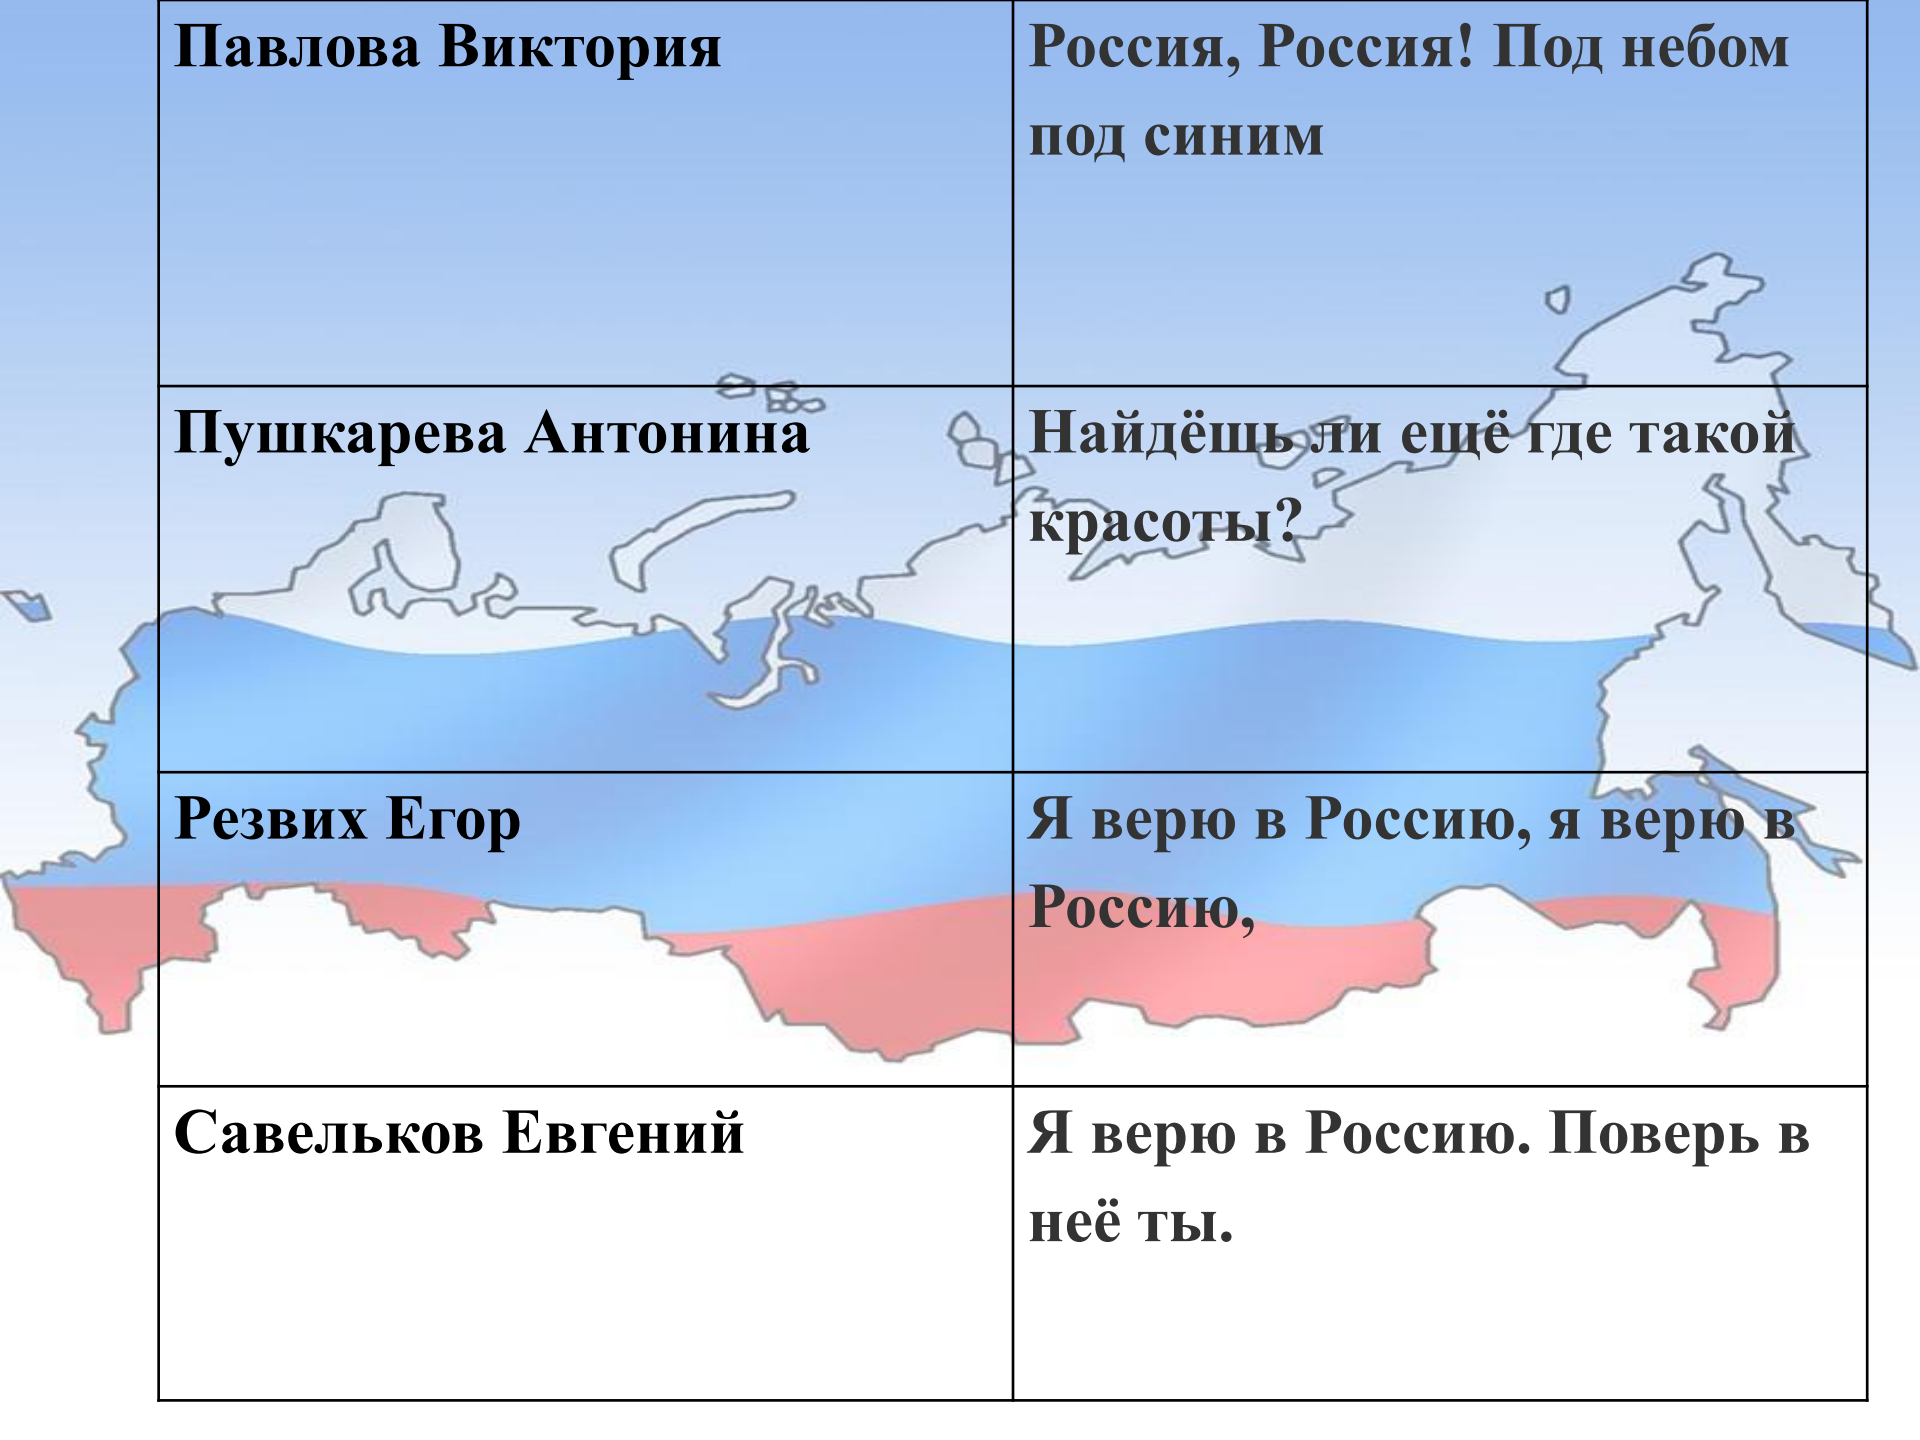 Павлова Виктория
Россия, Россия! Под небом
под синим
Пушкарева Антонина
Найдёшь ли ещё где такой
красоты?
Резвих Егор
Я верю в Россию, я верю в
Россию,
Савельков Евгений
Я верю в Россию. Поверь в
неё ты.